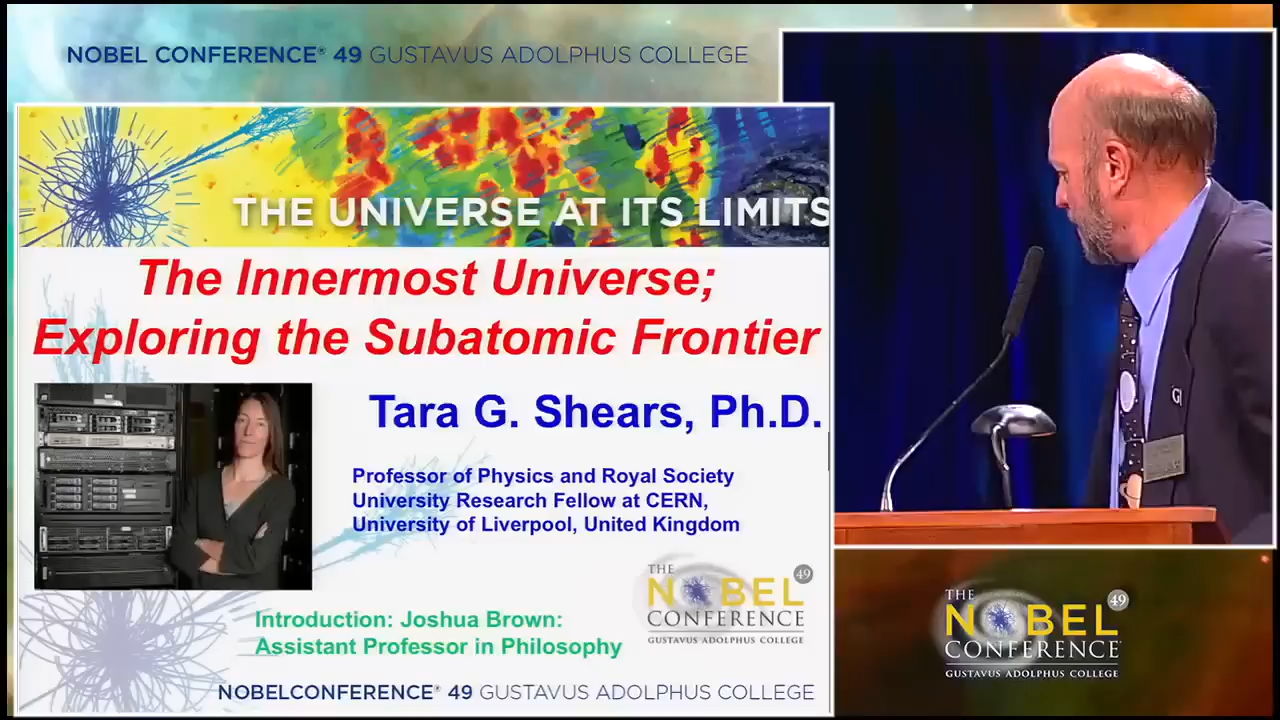 NOBEL CONFERENCE® 49 GUSTAVUS ADOLPHUS COLLEGE
THE UNIVERSE AT ITS LIMITS
The Innermost Universe;
Exploring the Subatomic Frontier
Tara G. Shears, Ph.D.
Professor of Physics and Royal Society
University Research Fellow at CERN,
University of Liverpool, United Kingdom
Introduction: Joshua Brown:
Assistant Professor in Philosophy
THE
NOBEL 49
CONFERENCE
GUSTAVUS ADOLPHUS COLLEGE
NOBELCONFERENCE® 49 GUSTAVUS ADOLPHUS COLLEGE
THE
NOBEL 49
CONFERENCE
GUSTAVUS ADOLPHUS COLLEGE